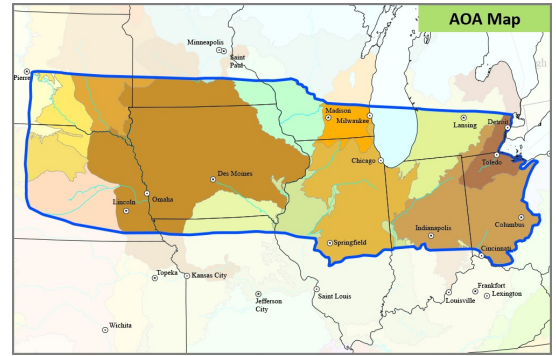 AOA Map
Minneapolis
Saint
Paul
Pierre
Madison
Milwaukee
Lansing
Detroit
Chicago
Toledo
Des Moines
Omaha
Lincoln
Columbus
Indianapolis
Springfield
Cincinnati
Topeka
Kansas City
Jefferson
City
Saint Louis
Frankfort
Louisville
Lexington
Wichita